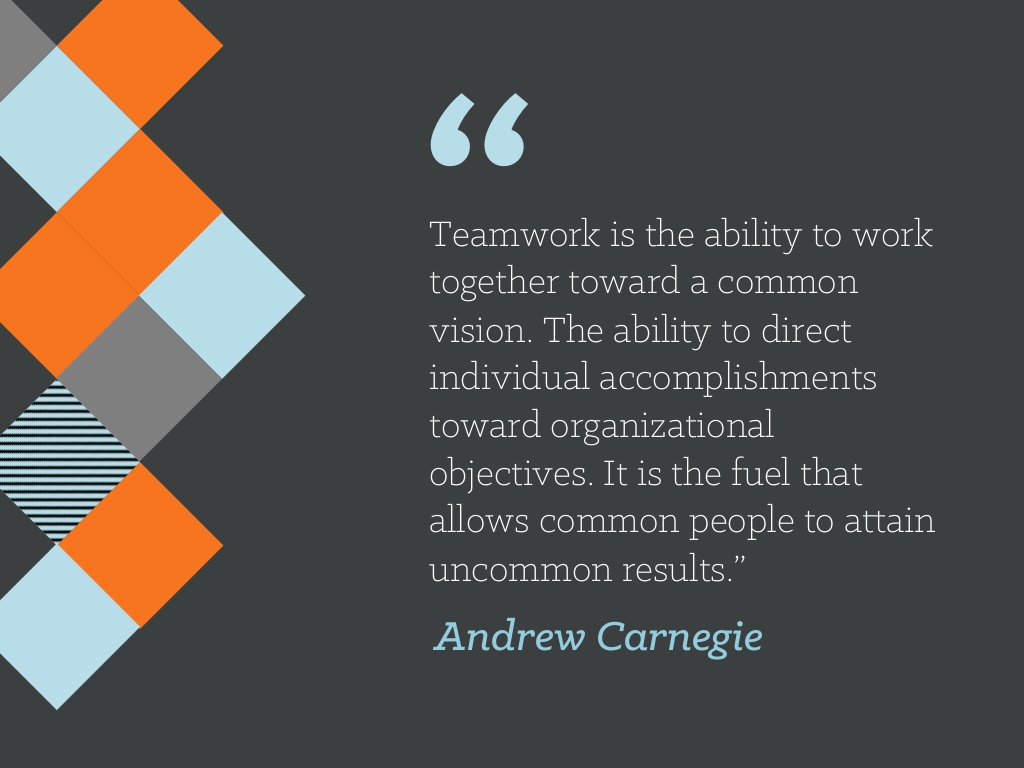 “
Teamwork is the ability to work
together toward a common
vision. The ability to direct
individual accomplishments
toward organizational
objectives. It is the fuel that
allows common people to attain
uncommon results.”
Andrew Carnegie